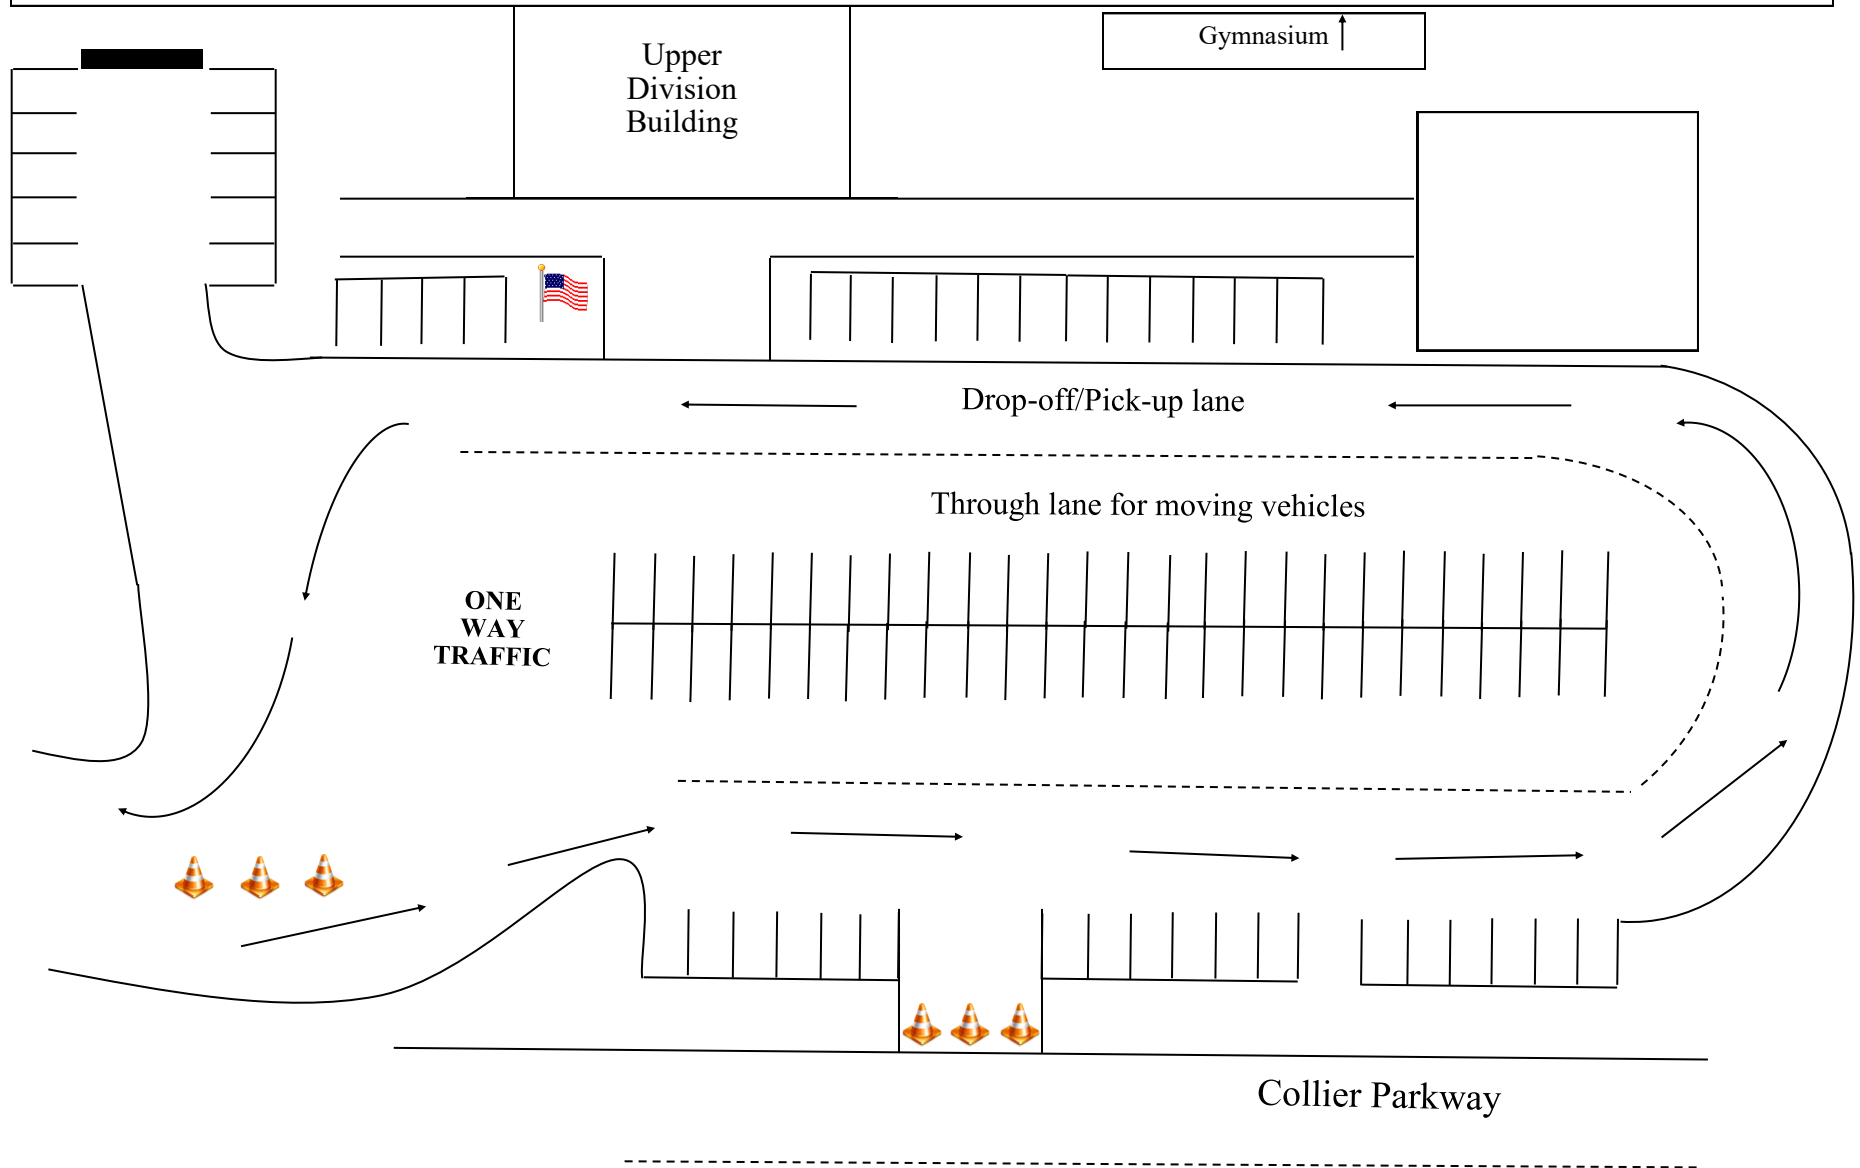 Upper
Division
Building
Gymnasium
Drop-off/Pick-up lane
Through lane for moving vehicles
ONE
WAY
TRAFFIC
Collier Parkway